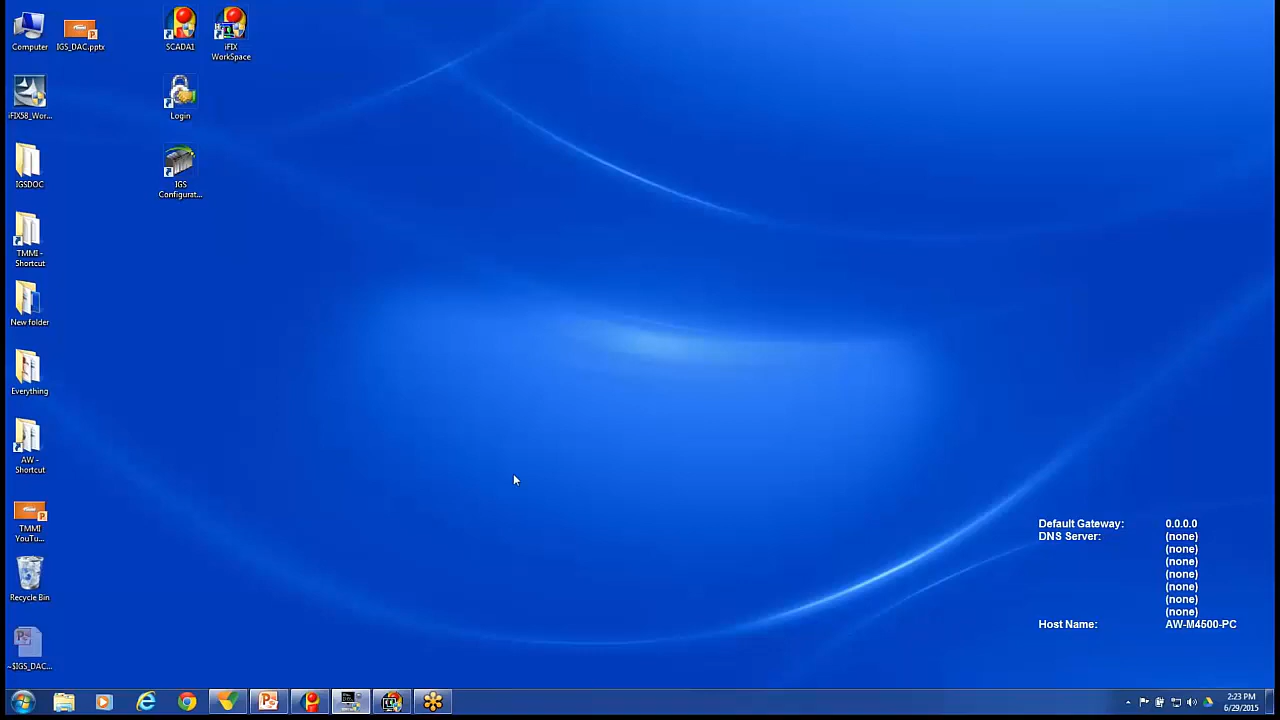 Computer
IGS_DAC.pptx
SCADA1
iFIX
WorkSpace
iFIX58_Wor...
Login
IGSDOC
IGS
Configurat...
TMMI -
Shortcut
New folder
Everything
AW -
Shortcut
TMMI
YouTu...
Recycle Bin
~$IGS_DAC...
Default Gateway: 0.0.0.0
DNS Server: (none)
(none)
(none)
(none)
(none)
(none)
(none)
Host Name: AW-M4500-PC
2:23 PM
6/29/2015